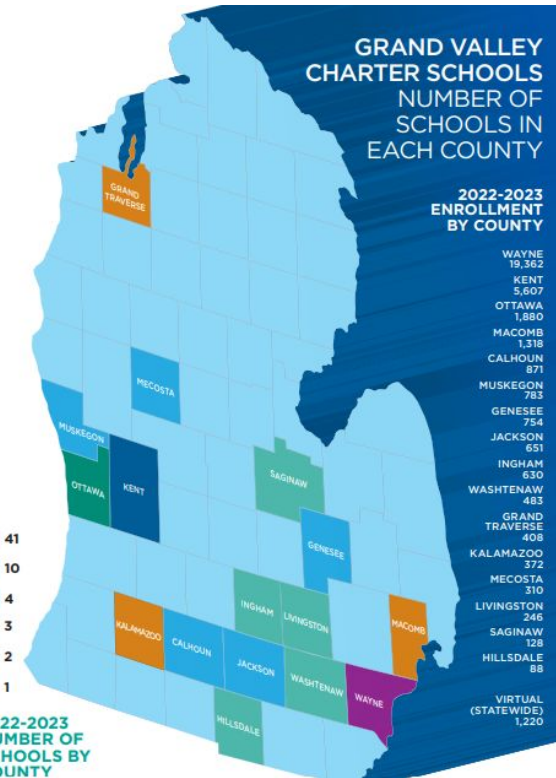 GRAND VALLEY
CHARTER SCHOOLS
NUMBER OF
SCHOOLS IN
EACH COUNTY
2022-2023
ENROLLMENT
BY COUNTY
WAYNE
19,362
KENT
5,607
OTTAWA
1,880
MACOMB
1,318
CALHOUN
871
MUSKEGON
783
GENESEE
754
JACKSON
651
INGHAM
630
WASHTENAW
483
GRAND
TRAVERSE
408
KALAMAZOO
372
MECOSTA
310
LIVINGSTON
246
SAGINAW
128
HILLSDALE
88
VIRTUAL
(STATEWIDE)
1,220
GRAND
TRAVERSE
MECOSTA
MUSKEGON
OTTAWA
KENT
SAGINAW
GENESEE
INGHAM
LIVINGSTON
MACOMB
KALAMAZOO
CALHOUN
JACKSON
WASHTENAW
WAYNE
HILLSDALE
41
10
4
3
2
1
22-2023
UMBER OF
CHOOLS BY
OUNTY